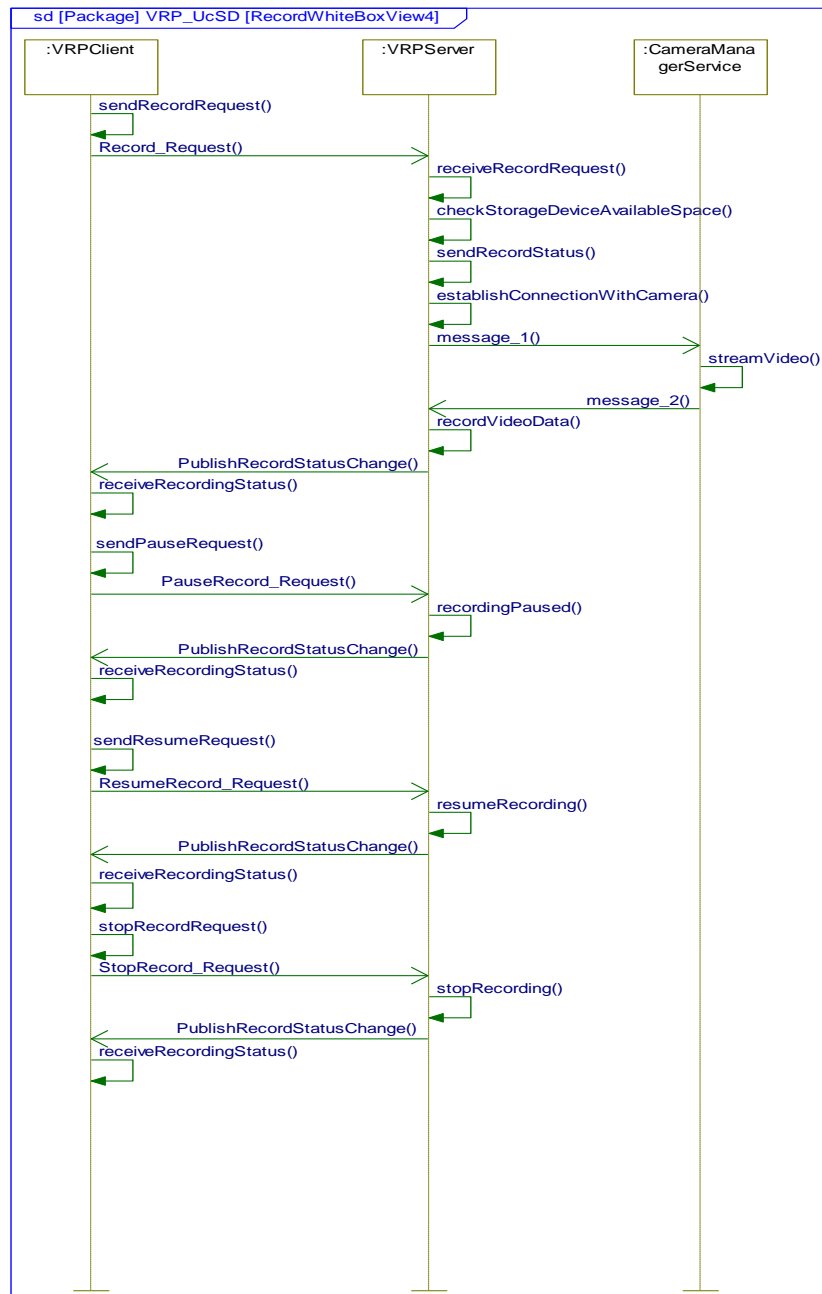 sd [Package] VRP_UcSD [RecordWhiteBoxView4]
:VRPClient
:VRPServer
:CameraMana
gerService
sendRecordRequest()
Record_Request()
receiveRecordRequest()
checkStorageDeviceAvailableSpace()
sendRecordStatus()
establishConnectionWithCamera()
message_1()
streamVideo()
message_2()
recordVideoData()
PublishRecordStatusChange()
receiveRecordingStatus()
sendPauseRequest()
PauseRecord_Request()
recordingPaused()
PublishRecordStatusChange()
receiveRecordingStatus()
sendResumeRequest()
ResumeRecord_Request()
resumeRecording()
PublishRecordStatusChange()
receiveRecordingStatus()
stopRecordRequest()
StopRecord_Request()
stopRecording()
PublishRecordStatusChange()
receiveRecordingStatus()